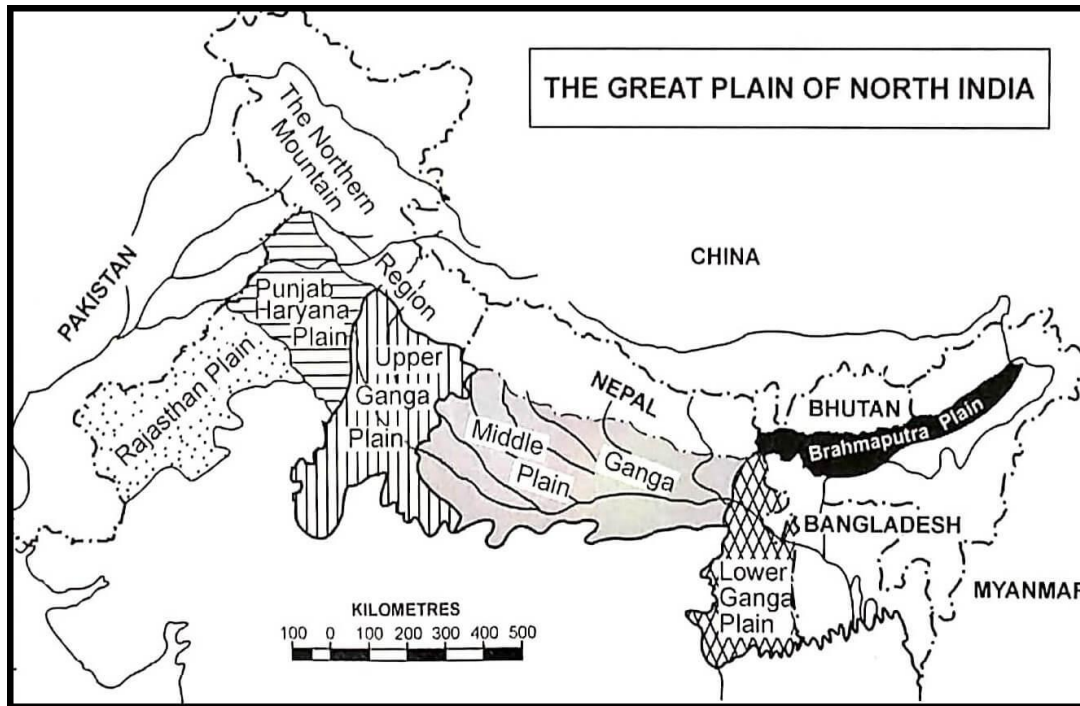 THE GREAT PLAIN OF NORTH INDIA
The Northern
Mountain
Region
CHINA
PAKISTAN
Punjab
Haryana
Plain
Rajasthan Plain
Upper
Ganga
Plain
NEPAL
BHUTAN
Brahmaputra Plain
Middle
Ganga
Plain
BANGLADESH
MYANMAR
Lower
Ganga
Plain
KILOMETRES
100 0 100 200 300 400 500